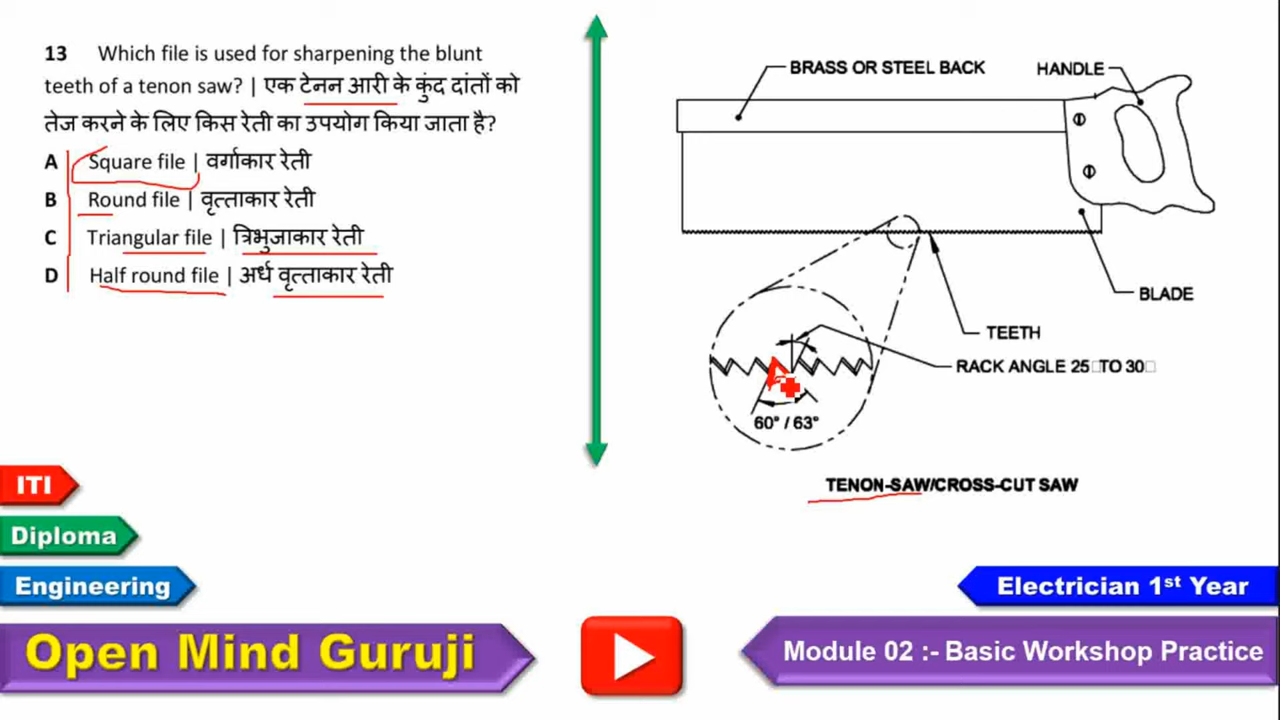 13 Which file is used for sharpening the blunt
teeth of a tenon saw? | एक टेनन आरी के कुंद दांतों को
तेज करने के लिए किस रेती का उपयोग किया जाता है?
A Square file | वर्गाकार रेती
B Round file | वृत्ताकार रेती
C Triangular file | त्रिभुजाकार रेती
D Half round file | अर्ध वृत्ताकार रेती
BRASS OR STEEL BACK
HANDLE
BLADE
TEETH
RACK ANGLE 25□TO 30□
60° / 63°
TENON-SAW/CROSS-CUT SAW
ITI
Diploma
Engineering
Open Mind Guruji
Electrician 1st Year
Module 02 :- Basic Workshop Practice